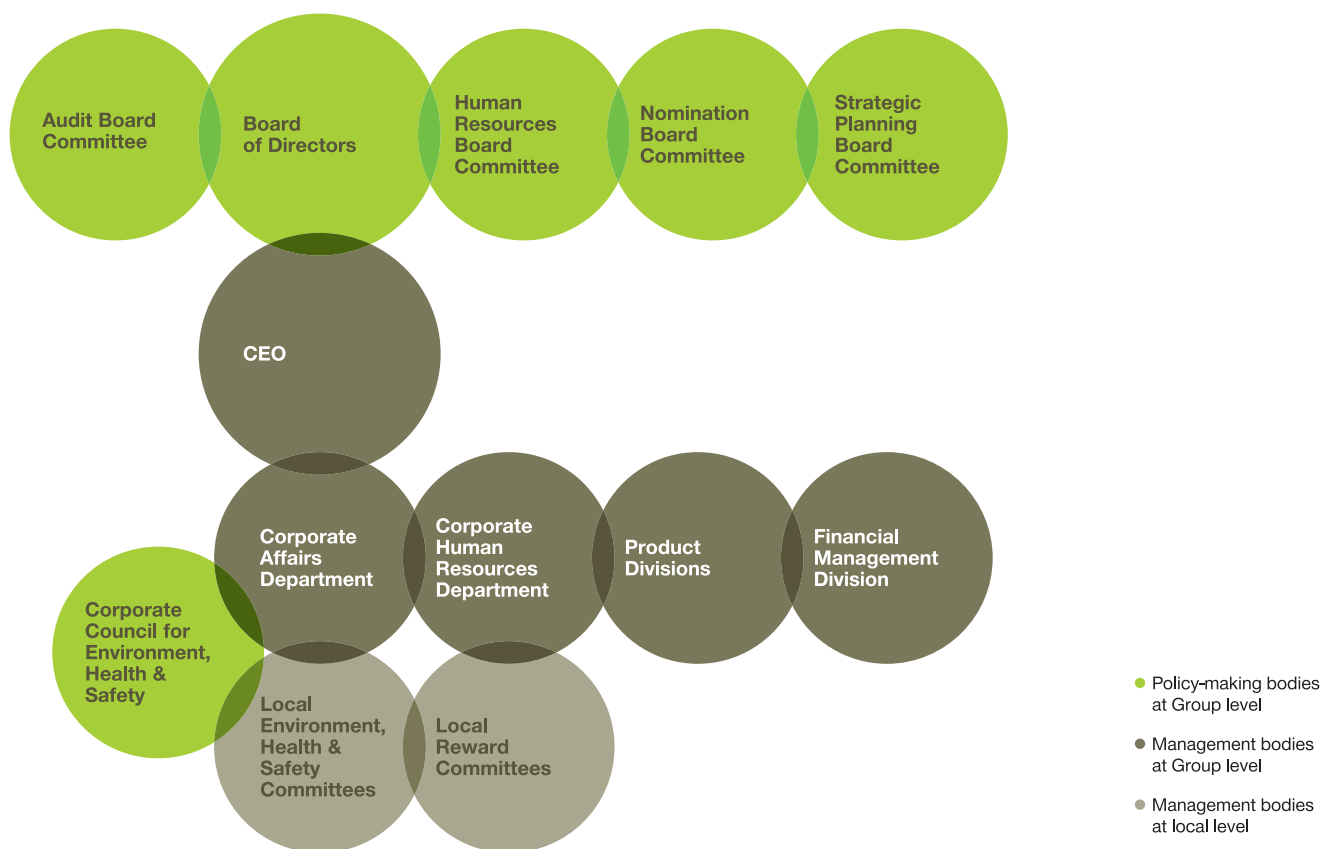 Audit Board
Committee
Board
of Directors
Human
Resources
Board
Committee
Nomination
Board
Committee
Strategic
Planning
Board
Committee
CEO
Corporate
Affairs
Department
Corporate
Human
Resources
Department
Product
Divisions
Financial
Management
Division
Corporate
Council for
Environment,
Health &
Safety
Local
Environment,
Health &
Safety
Committees
Local
Reward
Committees
Policy-making bodies
at Group level
Management bodies
at Group level
Management bodies
at local level